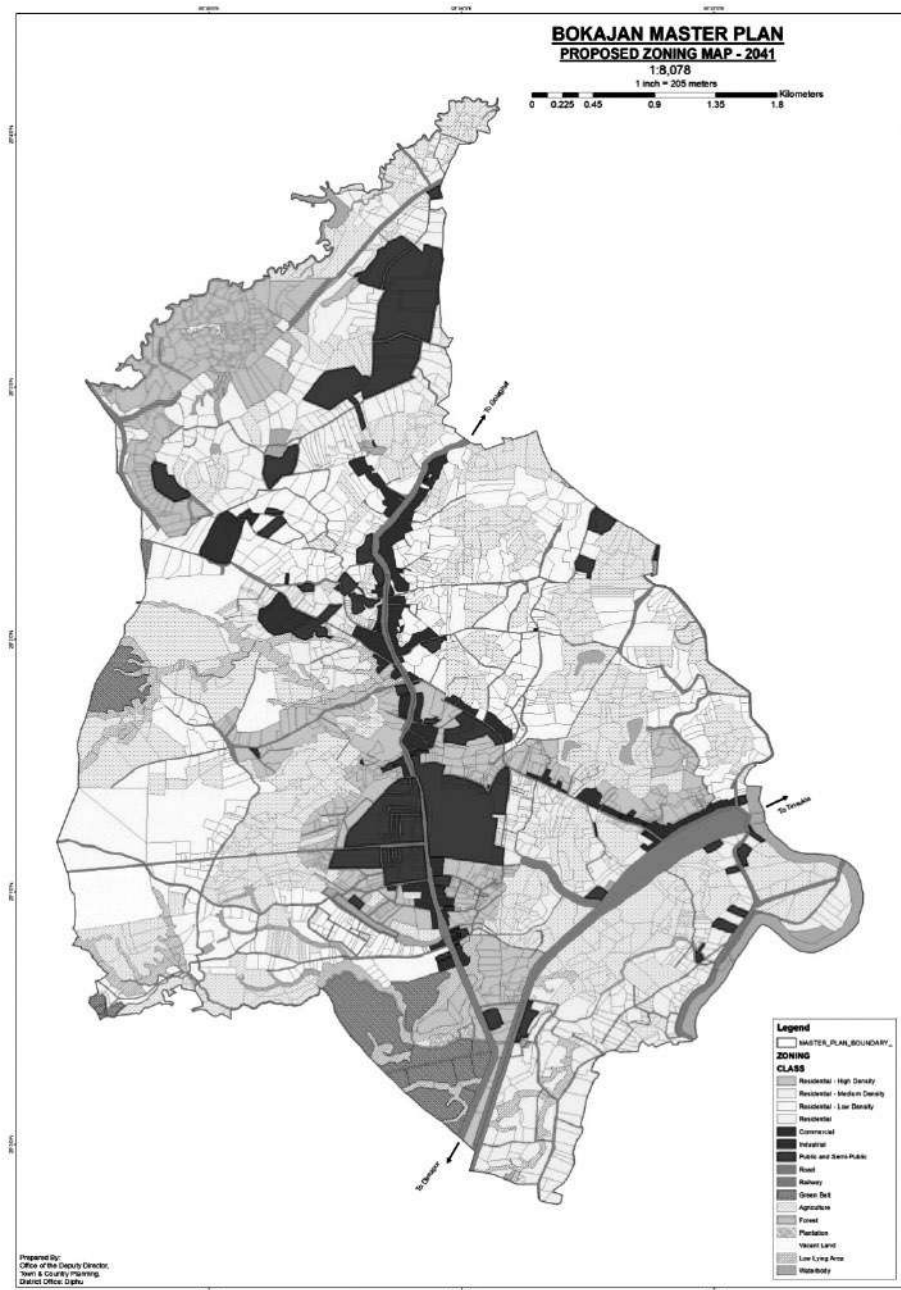 BOKAJAN MASTER PLAN
PROPOSED ZONING MAP - 2041
1:8,078
1 inch = 205 meters
Kilometers
0 0.225 0.45 0.9 1.35 1.8
To Golaghat
To Tinsukia
To Dimapur
Legend
MASTER_PLAN_BOUNDARY_
ZONING
CLASS
Residential - High Density
Residential - Medium Density
Residential - Low Density
Residential
Commercial
Industrial
Public and Semi-Public
Road
Railway
Green Belt
Agriculture
Forest
Plantation
Vacant Land
Low Lying Area
Waterbody
Prepared By:
Office of the Deputy Director,
Town & Country Planning,
District Office: Diphu